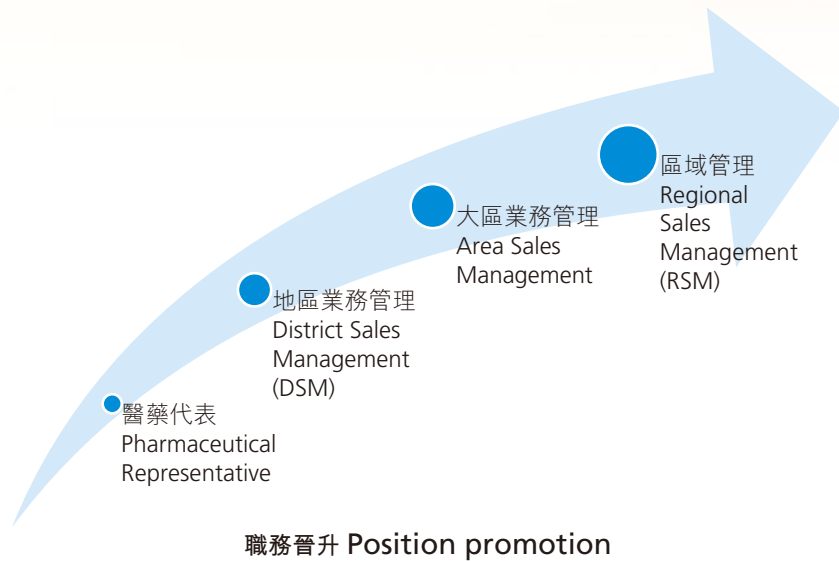 醫藥代表
Pharmaceutical
Representative
地區業務管理
District Sales
Management
(DSM)
大區業務管理
Area Sales
Management
區域管理
Regional
Sales
Management
(RSM)
職務晉升 Position promotion